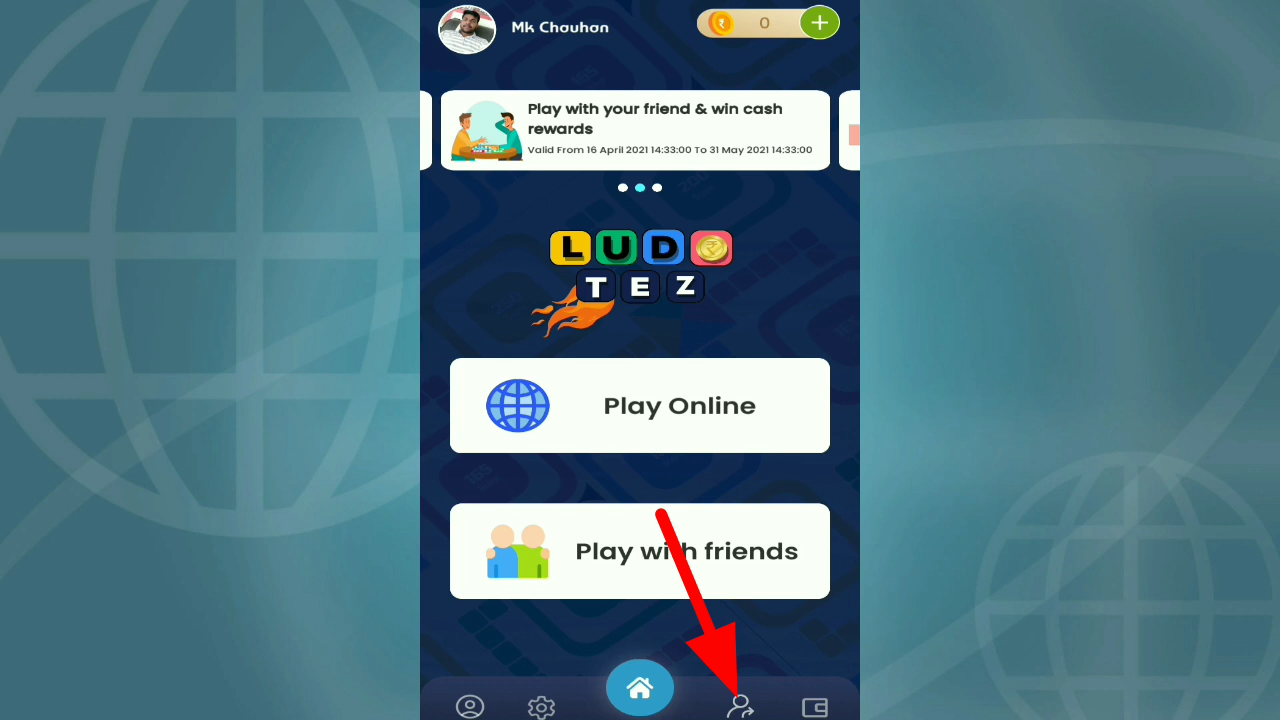 Mk Chauhan
0
Play with your friend & win cash
rewards
Valid From 16 April 2021 14:33:00 To 31 May 2021 14:33:00
LUD
TEZ
Play Online
Play with friends